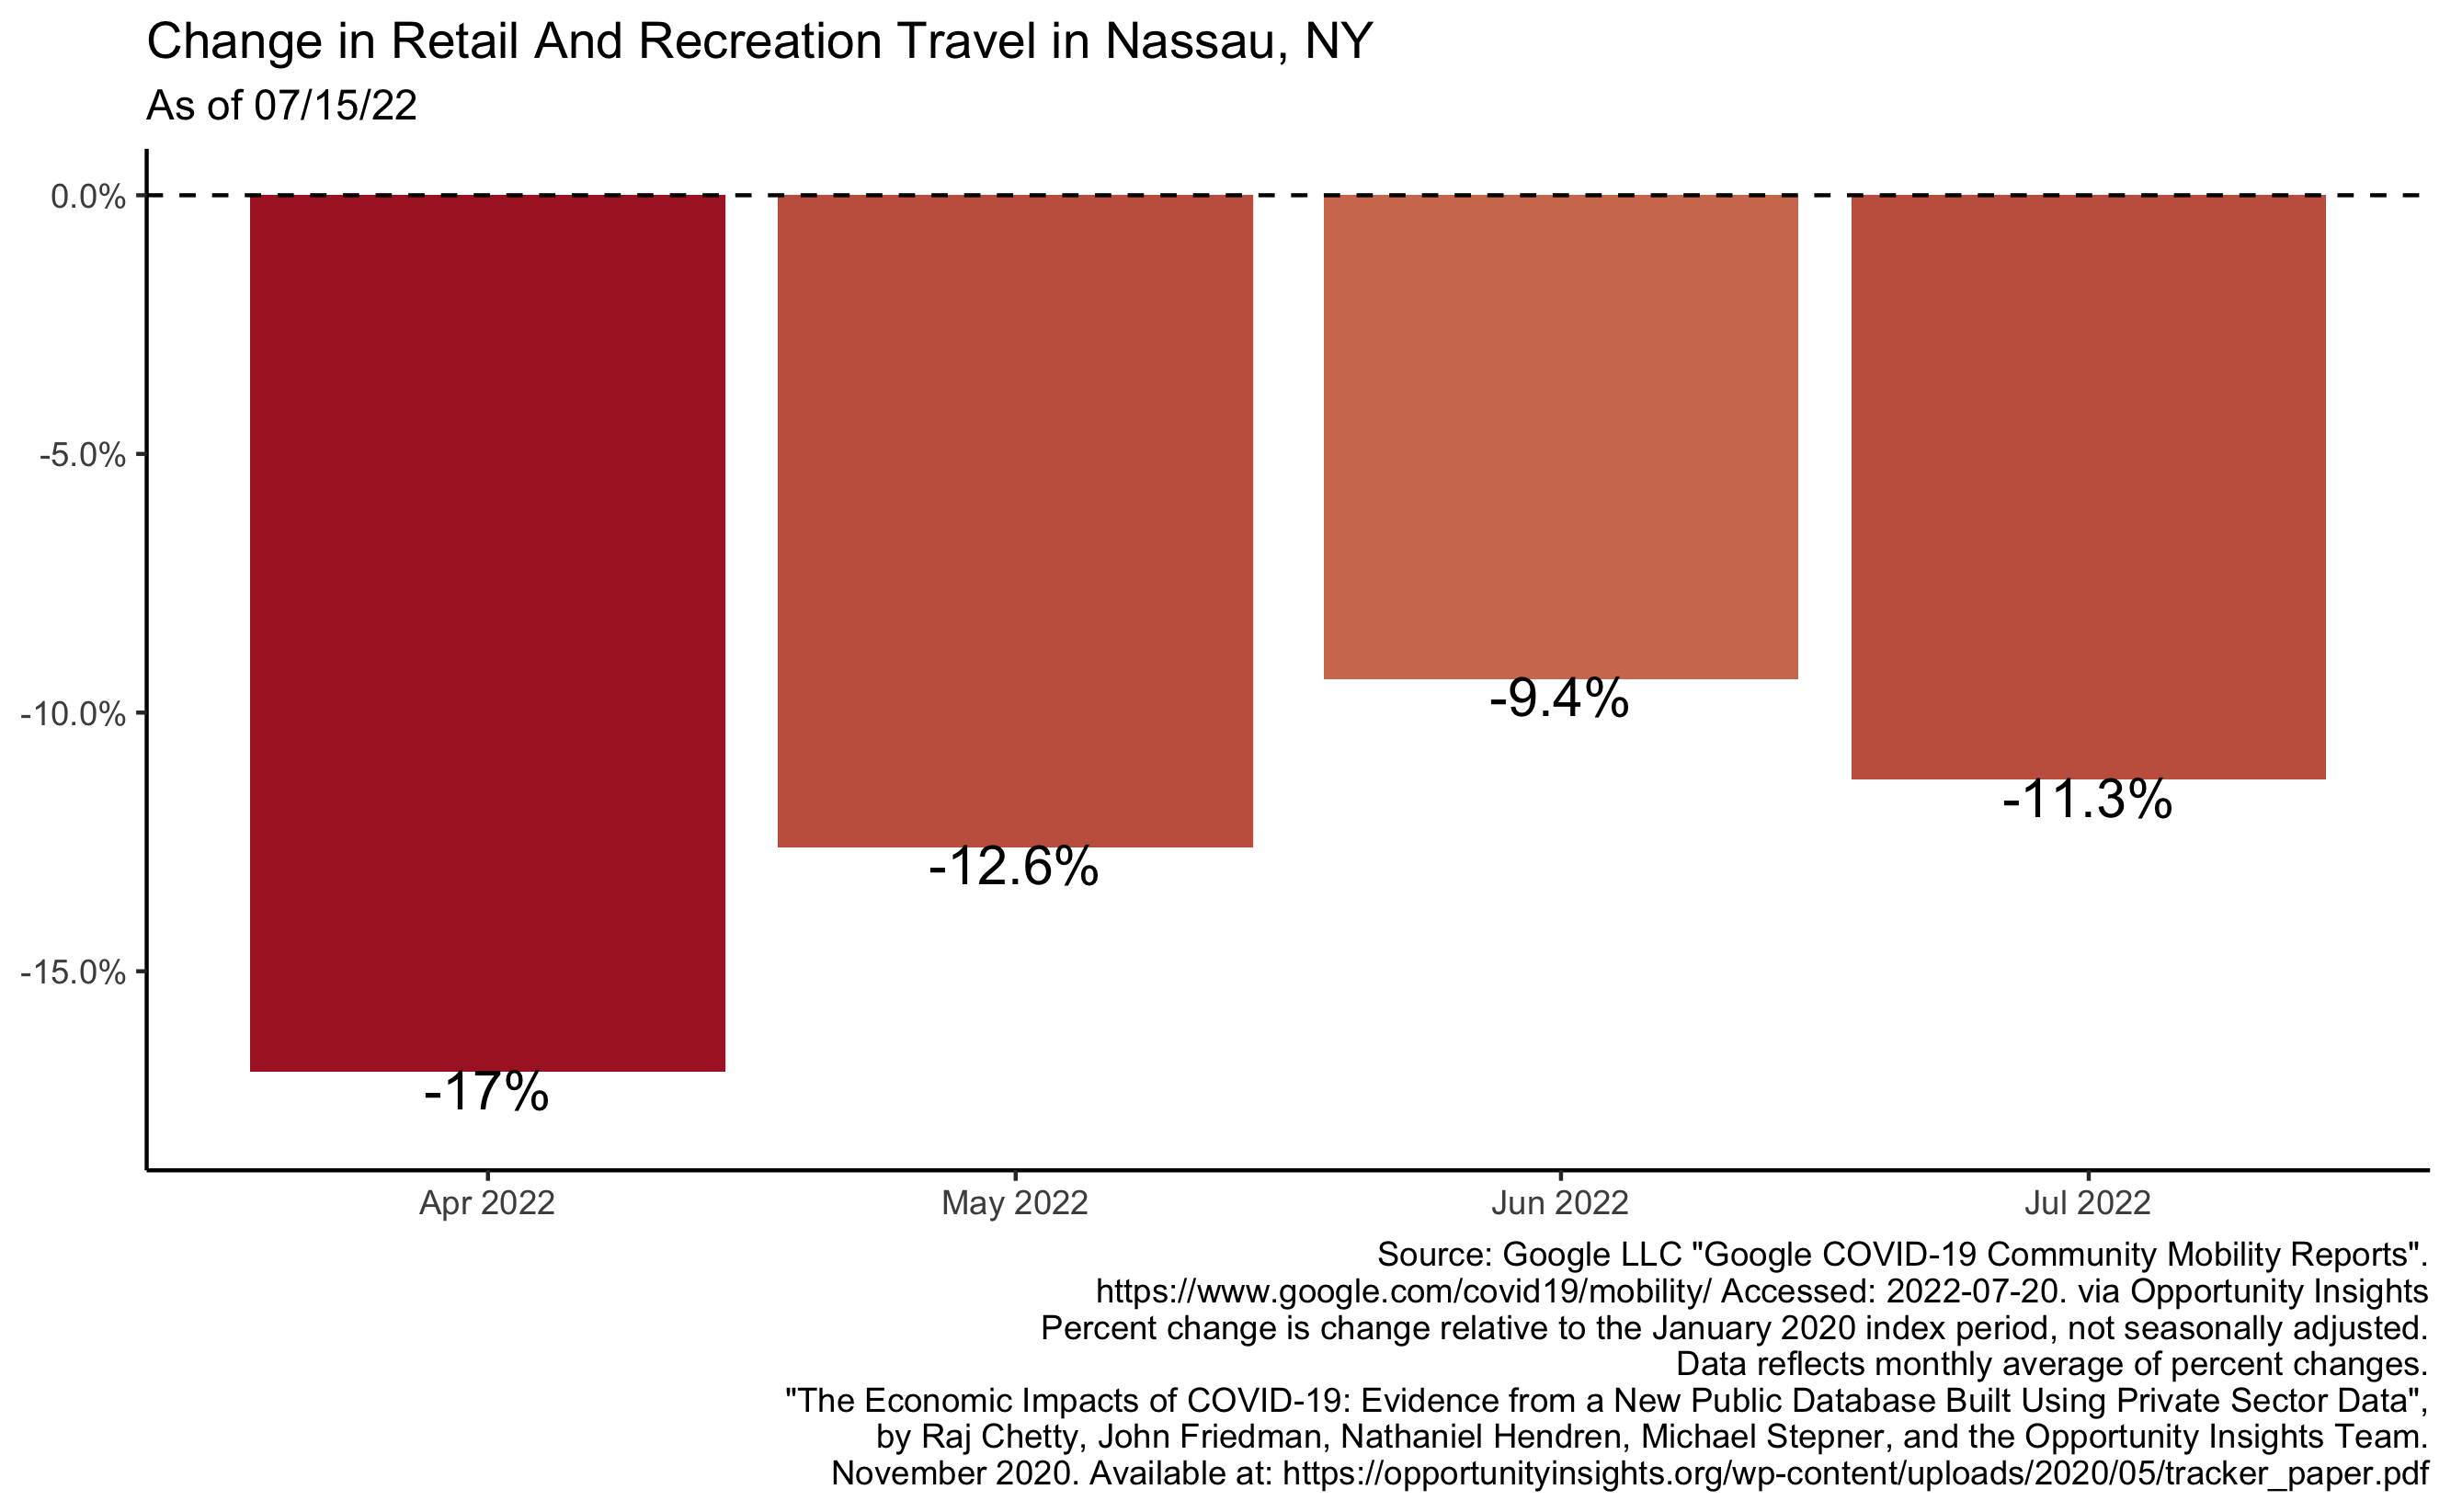 Change in Retail And Recreation Travel in Nassau, NY
As of 07/15/22
0.0%
-5.0%
-10.0%
-15.0%
-17%
-12.6%
-9.4%
-11.3%
Apr 2022
May 2022
Jun 2022
Jul 2022
Source: Google LLC "Google COVID-19 Community Mobility Reports".
https://www.google.com/covid19/mobility/ Accessed: 2022-07-20. via Opportunity Insights
Percent change is change relative to the January 2020 index period, not seasonally adjusted.
Data reflects monthly average of percent changes.
"The Economic Impacts of COVID-19: Evidence from a New Public Database Built Using Private Sector Data",
by Raj Chetty, John Friedman, Nathaniel Hendren, Michael Stepner, and the Opportunity Insights Team.
November 2020. Available at: https://opportunityinsights.org/wp-content/uploads/2020/05/tracker_paper.pdf